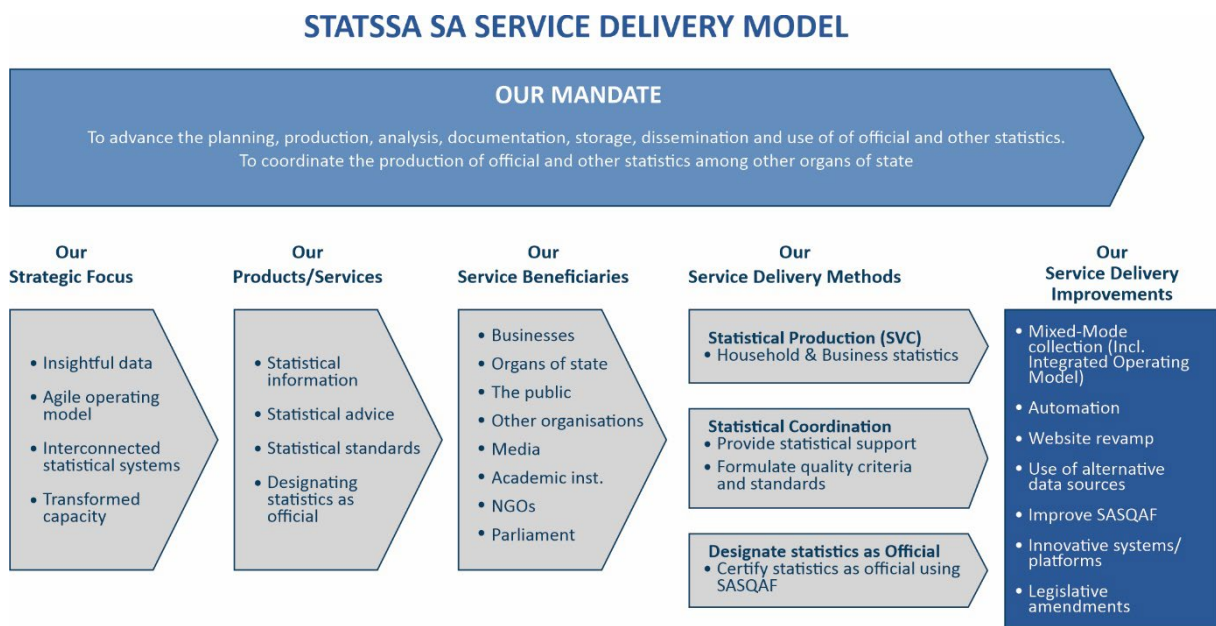 STATSSA SA SERVICE DELIVERY MODEL
OUR MANDATE
To advance the planning, production, analysis, documentation, storage, dissemination and use of of official and other statistics.
To coordinate the production of official and other statistics among other organs of state
Our
Strategic Focus
• Insightful data
• Agile operating
model
• Interconnected
statistical systems
• Transformed
capacity
Our
Products/Services
• Statistical
information
• Statistical advice
• Statistical standards
• Designating
statistics as
official
Our
Service Beneficiaries
• Businesses
• Organs of state
• The public
• Other organisations
• Media
• Academic inst.
• NGOs
• Parliament
Our
Service Delivery Methods
Statistical Production (SVC)
• Household & Business statistics
Statistical Coordination
• Provide statistical support
• Formulate quality criteria
and standards
Designate statistics as Official
• Certify statistics as official using
SASQAF
Our
Service Delivery
Improvements
• Mixed-Mode
collection (Incl.
Integrated Operating
Model)
• Automation
• Website revamp
• Use of alternative
data sources
• Improve SASQAF
• Innovative systems/
platforms
• Legislative
amendments